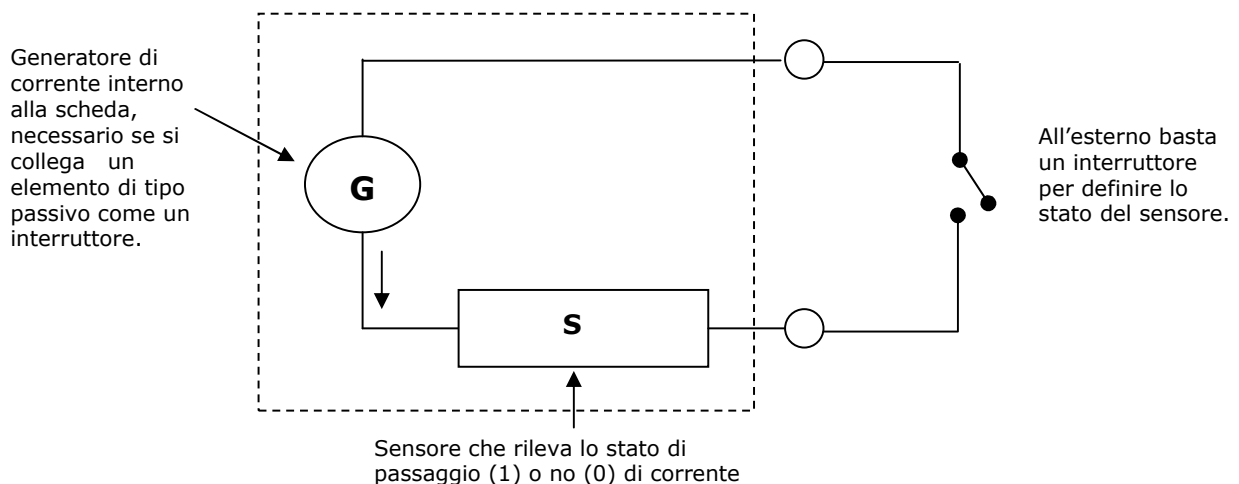 Generatore di
corrente interno
alla scheda,
necessario se si
collega un
elemento di tipo
passivo come un
interruttore.
G
All’esterno basta
un interruttore
per definire lo
stato del sensore.
S
Sensore che rileva lo stato di
passaggio (1) o no (0) di corrente